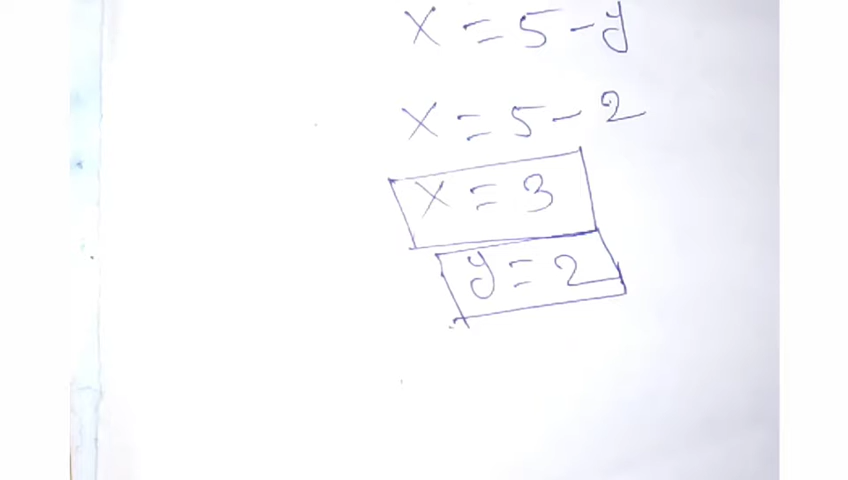 x = 5 - y
x = 5 - 2
x = 3
y = 2